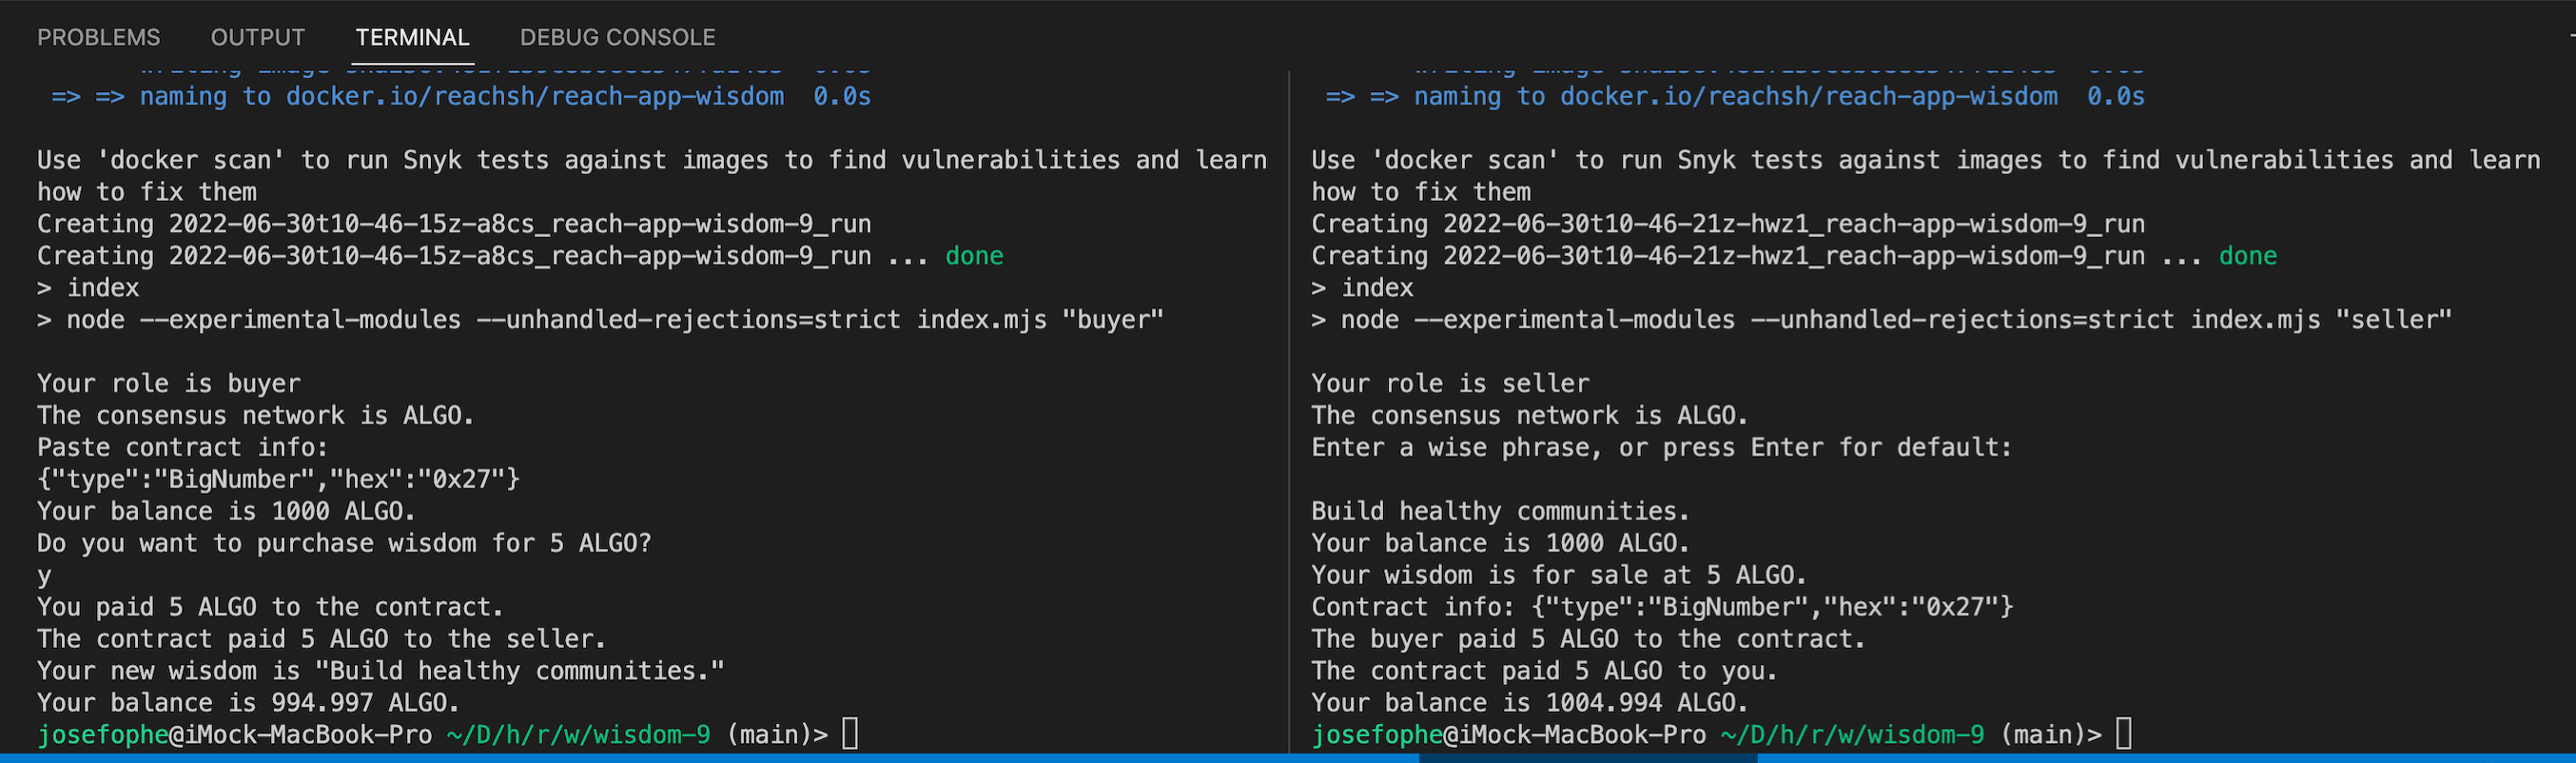 PROBLEMS OUTPUT TERMINAL DEBUG CONSOLE
=> => naming to docker.io/reachsh/reach-app-wisdom 0.0s
Use 'docker scan' to run Snyk tests against images to find vulnerabilities and learn
how to fix them
Creating 2022-06-30t10-46-15z-a8cs_reach-app-wisdom-9_run
Creating 2022-06-30t10-46-15z-a8cs_reach-app-wisdom-9_run ... done
> index
> node --experimental-modules --unhandled-rejections=strict index.mjs "buyer"
Your role is buyer
The consensus network is ALGO.
Paste contract info:
{"type":"BigNumber","hex":"0x27"}
Your balance is 1000 ALGO.
Do you want to purchase wisdom for 5 ALGO?
y
You paid 5 ALGO to the contract.
The contract paid 5 ALGO to the seller.
Your new wisdom is "Build healthy communities."
Your balance is 994.997 ALGO.
josefophe@iMock-MacBook-Pro ~/D/h/r/w/wisdom-9 (main)>
=> => naming to docker.io/reachsh/reach-app-wisdom 0.0s
Use 'docker scan' to run Snyk tests against images to find vulnerabilities and learn
how to fix them
Creating 2022-06-30t10-46-21z-hwz1_reach-app-wisdom-9_run
Creating 2022-06-30t10-46-21z-hwz1_reach-app-wisdom-9_run ... done
> index
> node --experimental-modules --unhandled-rejections=strict index.mjs "seller"
Your role is seller
The consensus network is ALGO.
Enter a wise phrase, or press Enter for default:
Build healthy communities.
Your balance is 1000 ALGO.
Your wisdom is for sale at 5 ALGO.
Contract info: {"type":"BigNumber","hex":"0x27"}
The buyer paid 5 ALGO to the contract.
The contract paid 5 ALGO to you.
Your balance is 1004.994 ALGO.
josefophe@iMock-MacBook-Pro ~/D/h/r/w/wisdom-9 (main)>